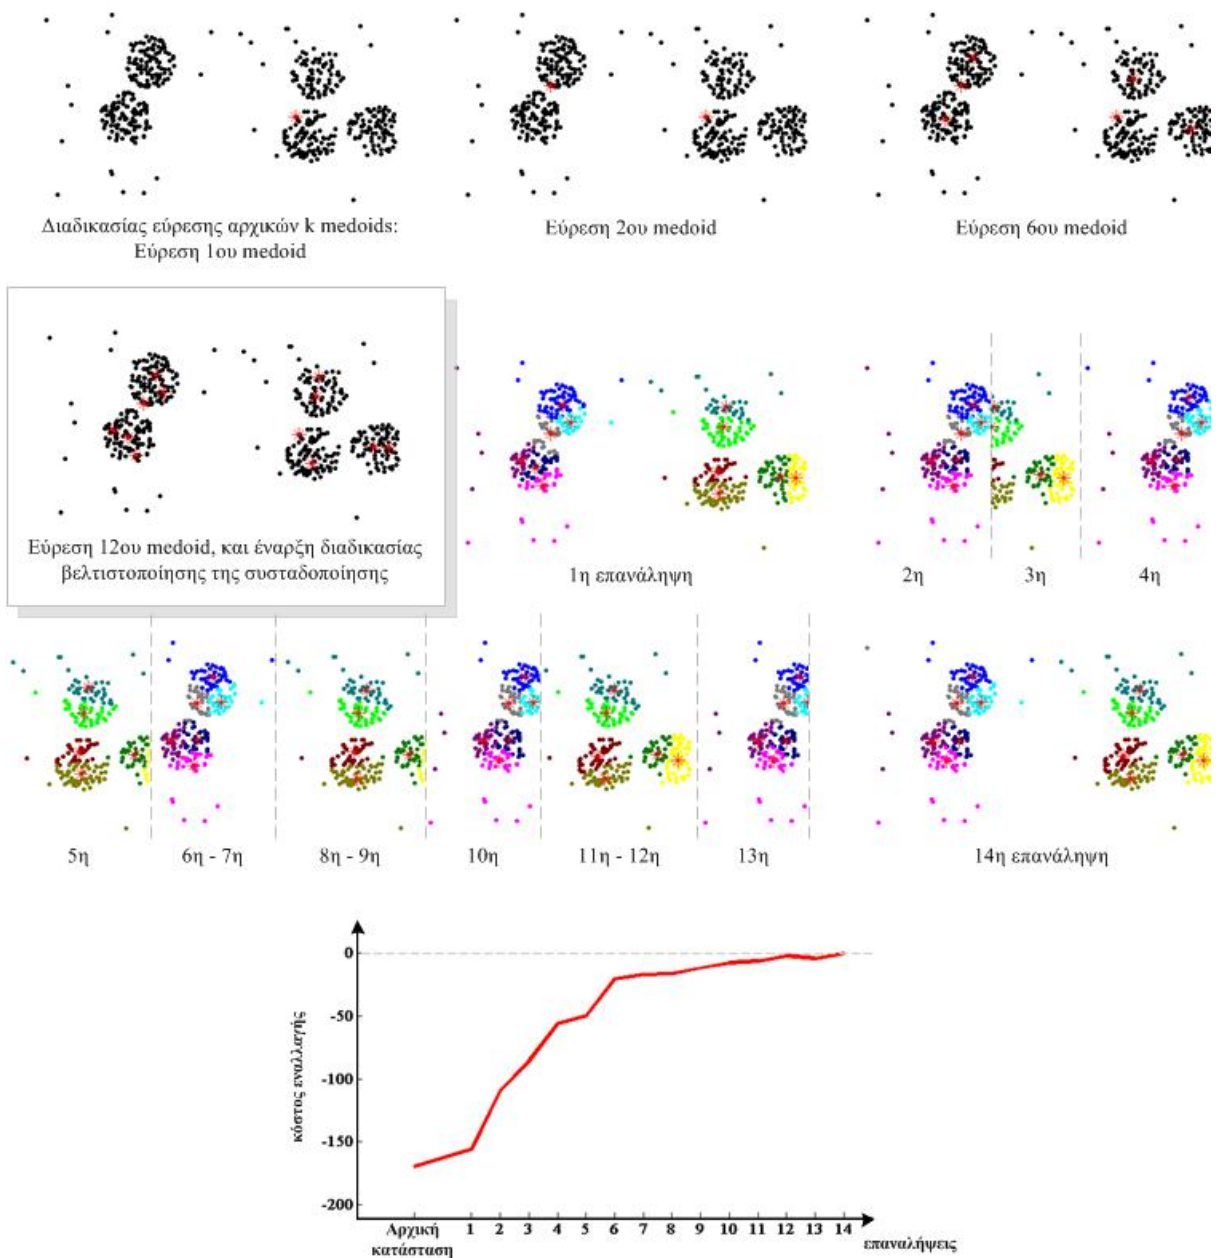 Διαδικασίας εύρεσης αρχικών k medoids:
Εύρεση 1ου medoid
Εύρεση 2ου medoid
Εύρεση 6ου medoid
Εύρεση 12ου medoid, και έναρξη διαδικασίας
βελτιστοποίησης της συσταδοποίησης
1η επανάληψη
2η
3η
4η
5η
6η - 7η
8η - 9η
10η
11η - 12η
13η
14η επανάληψη
κόστος εναλλαγής
0
-50
-100
-150
-200
Αρχική
κατάσταση
1 2 3 4 5 6 7 8 9 10 11 12 13 14
επαναλήψεις